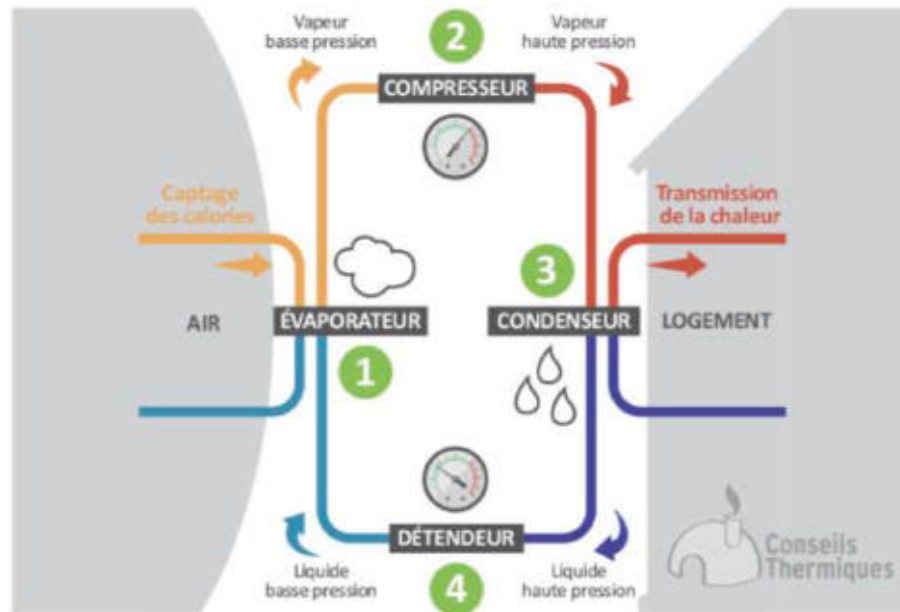 Vapeur
basse pression
2
Vapeur
haute pression
COMPRESSEUR
Captage
des calories
Transmission
de la chaleur
3
AIR
ÉVAPORATEUR
CONDENSEUR
LOGEMENT
1
DÉTENDEUR
Liquide
basse pression
4
Liquide
haute pression
Conseils
Thermiques